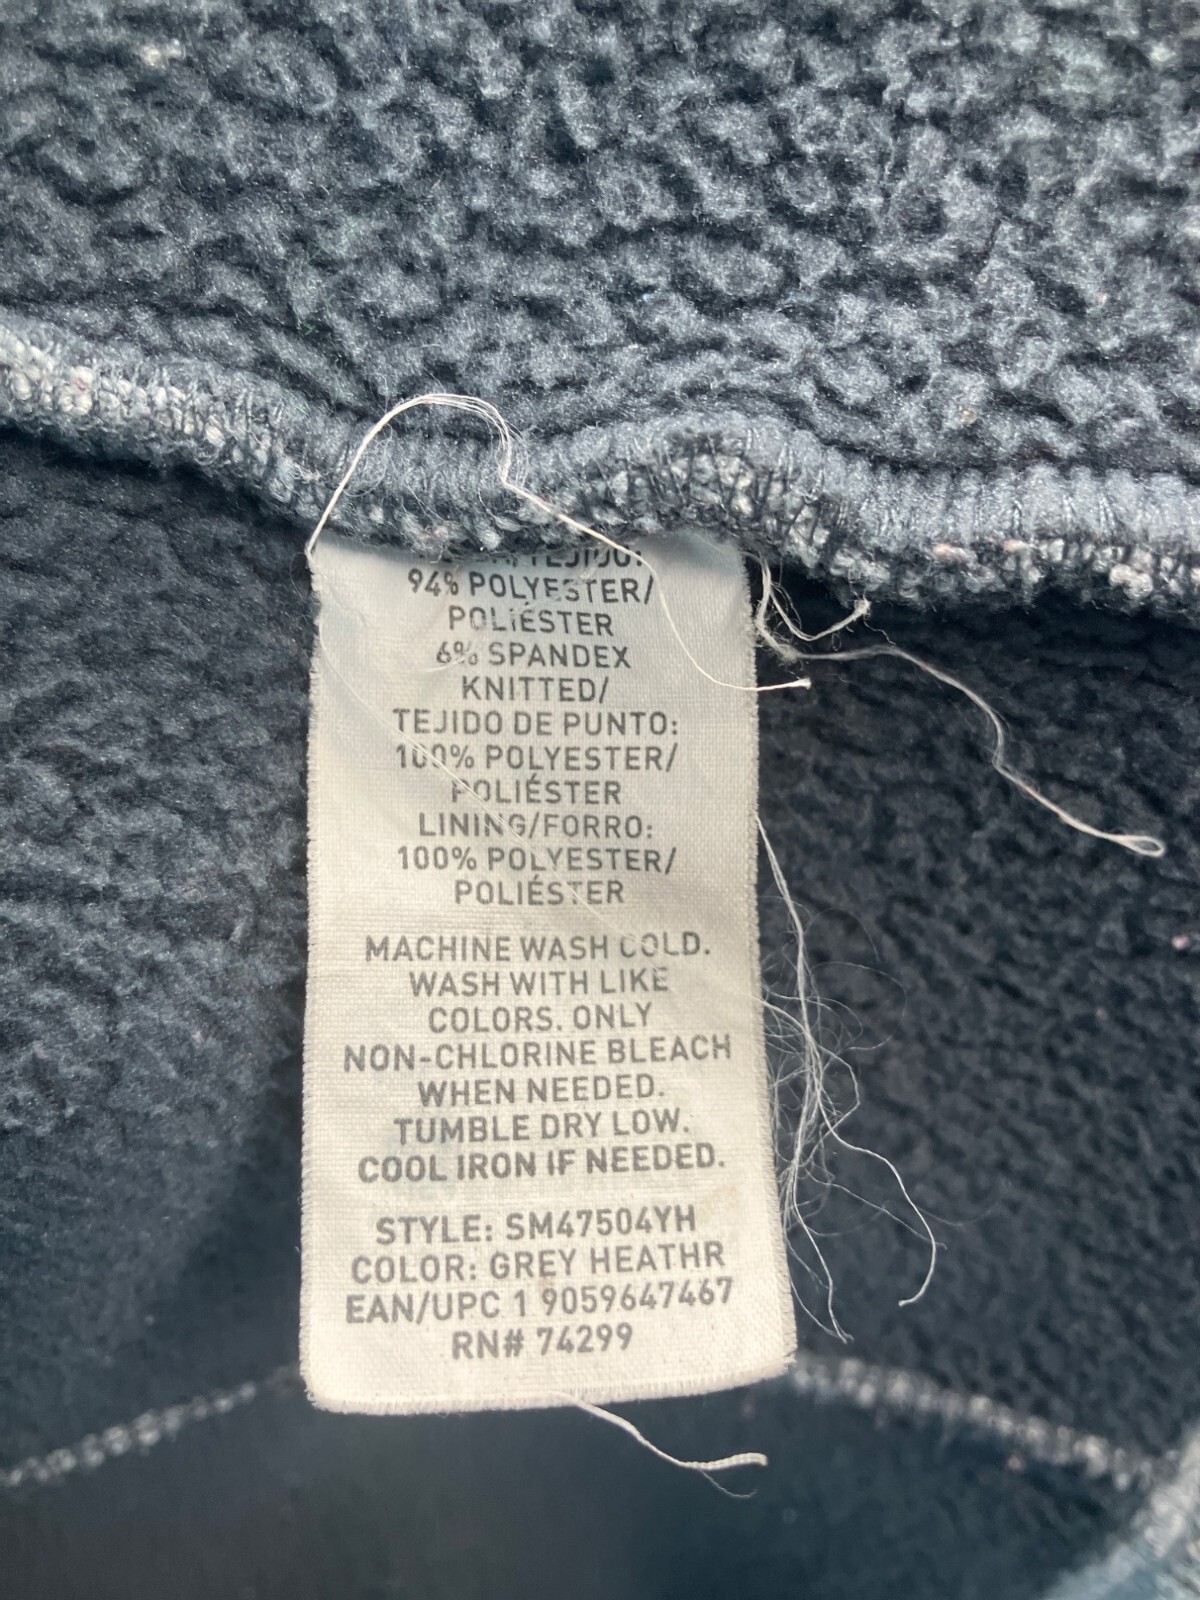 TEJIDO:
94% POLYESTER/
POLIÉSTER
6% SPANDEX
KNITTED/
TEJIDO DE PUNTO:
100% POLYESTER/
POLIÉSTER
LINING/FORRO:
100% POLYESTER/
POLIÉSTER
MACHINE WASH COLD.
WASH WITH LIKE
COLORS. ONLY
NON-CHLORINE BLEACH
WHEN NEEDED.
TUMBLE DRY LOW.
COOL IRON IF NEEDED.
STYLE: SM47504YH
COLOR: GREY HEATHR
EAN/UPC 1 9059647467
RN# 74299